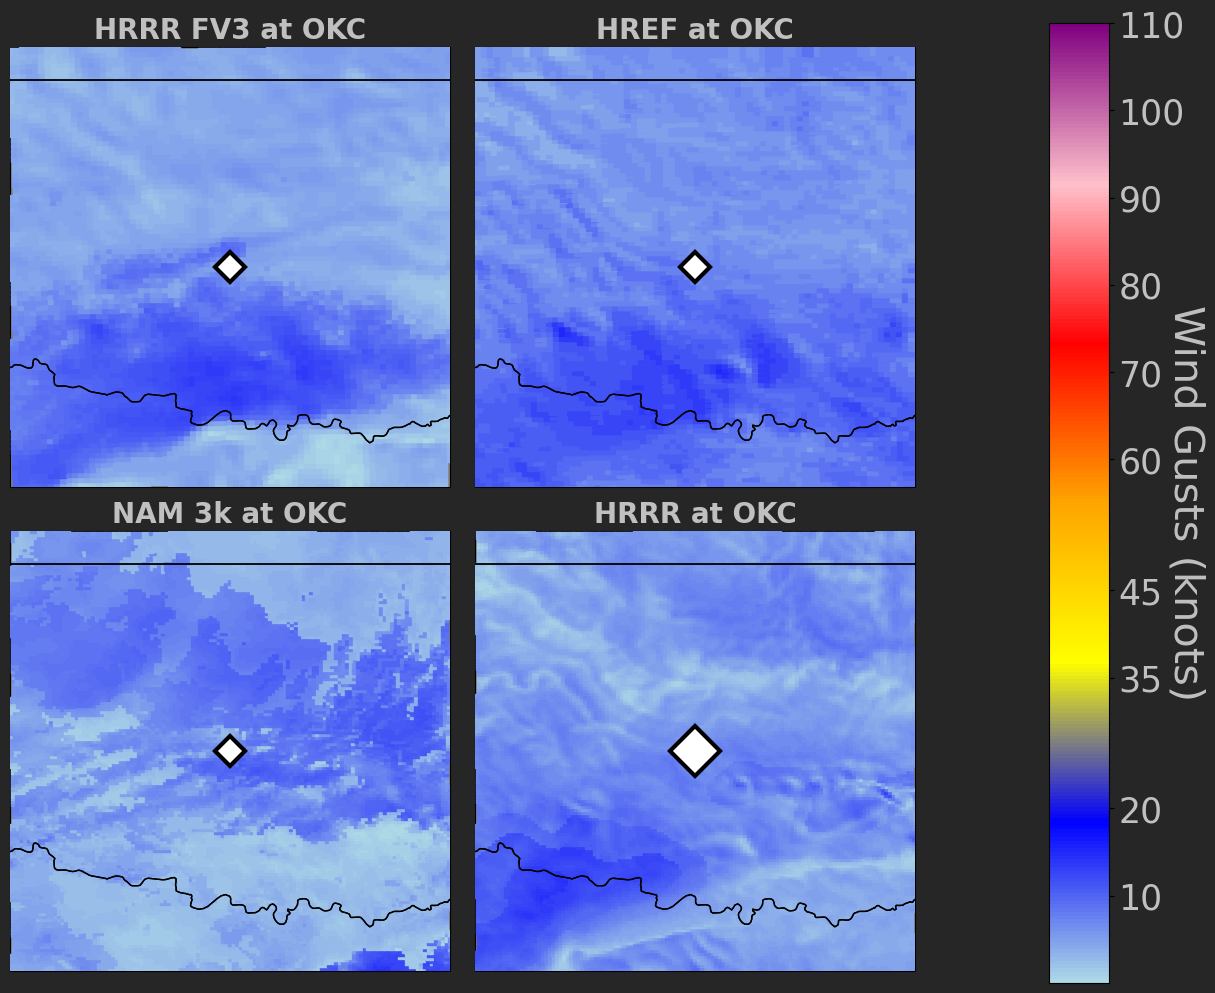 HRRR FV3 at OKC
HREF at OKC
NAM 3k at OKC
HRRR at OKC
110
100
90
80
70
60
45
35
20
10
Wind Gusts (knots)